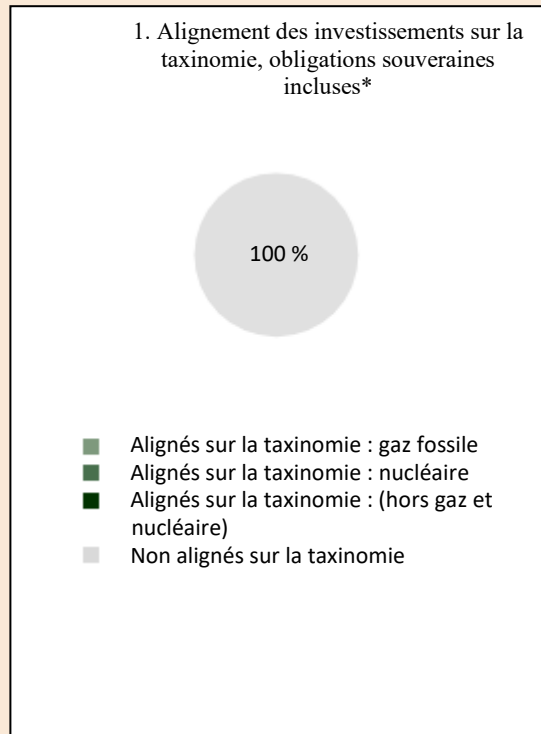 1. Alignement des investissements sur la
taxinomie, obligations souveraines
incluses*
100 %
Alignés sur la taxinomie : gaz fossile
Alignés sur la taxinomie : nucléaire
Alignés sur la taxinomie : (hors gaz et
nucléaire)
Non alignés sur la taxinomie